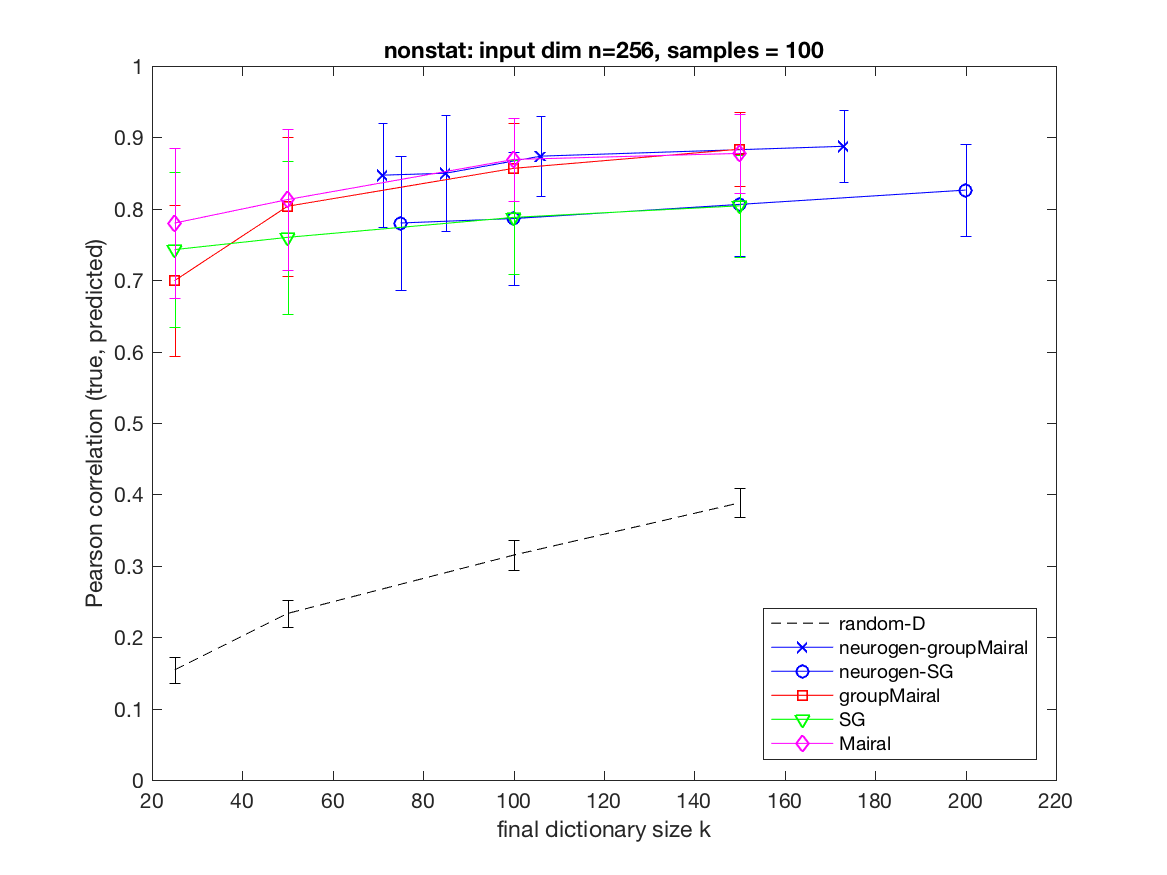 nonstat: input dim n=256, samples = 100
Pearson correlation (true, predicted)
1
0.9
0.8
0.7
0.6
0.5
0.4
0.3
0.2
0.1
0
20 40 60 80 100 120 140 160 180 200 220
final dictionary size k
random-D
neurogen-groupMairal
neurogen-SG
groupMairal
SG
Mairal